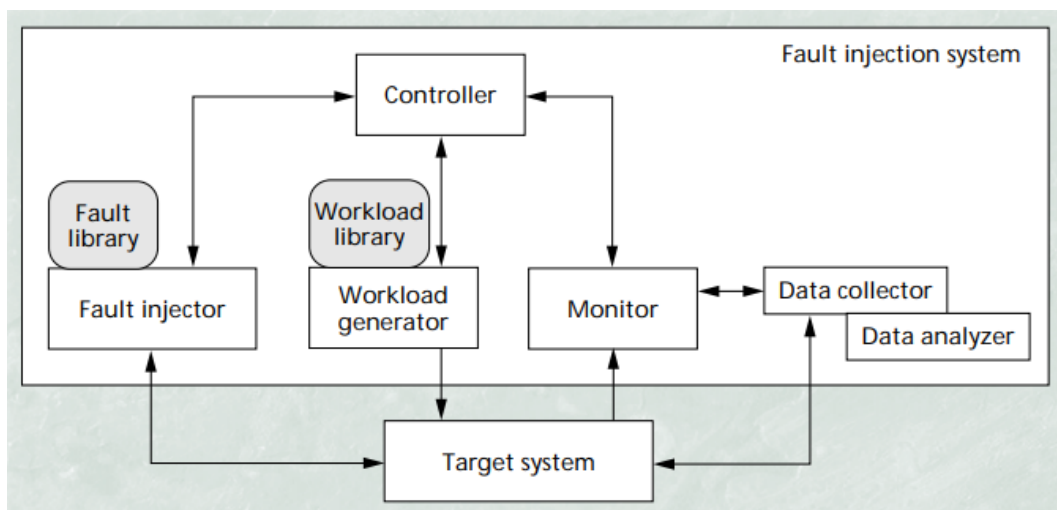 Fault injection system
Controller
Fault
library
Workload
library
Fault injector
Workload
generator
Monitor
Data collector
Data analyzer
Target system